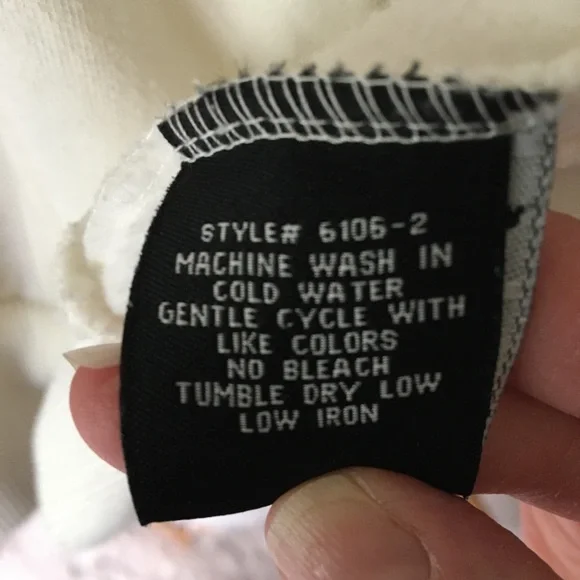 STYLE# 6106-2
MACHINE WASH IN
COLD WATER
GENTLE CYCLE WITH
LIKE COLORS
NO BLEACH
TUMBLE DRY LOW
LOW IRON